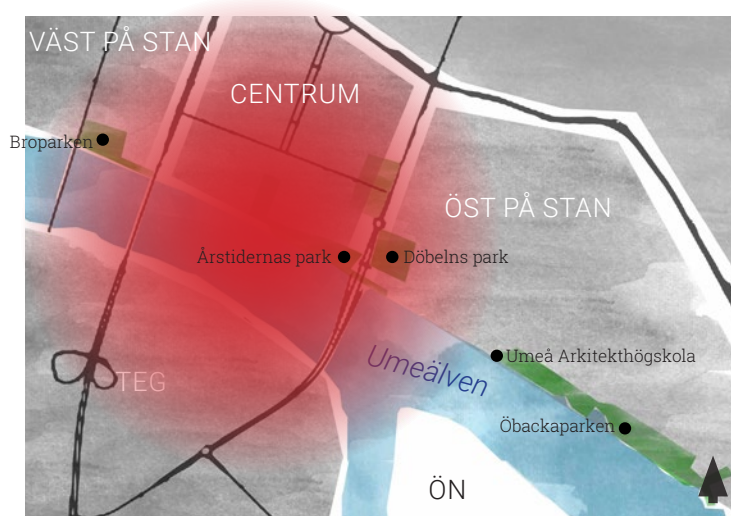 VÄST PÅ STAN
CENTRUM
Broparken
ÖST PÅ STAN
Årstidernas park
Döbelns park
Umeå Arkitekthögskola
Umeälven
TEG
Öbackaparken
ÖN